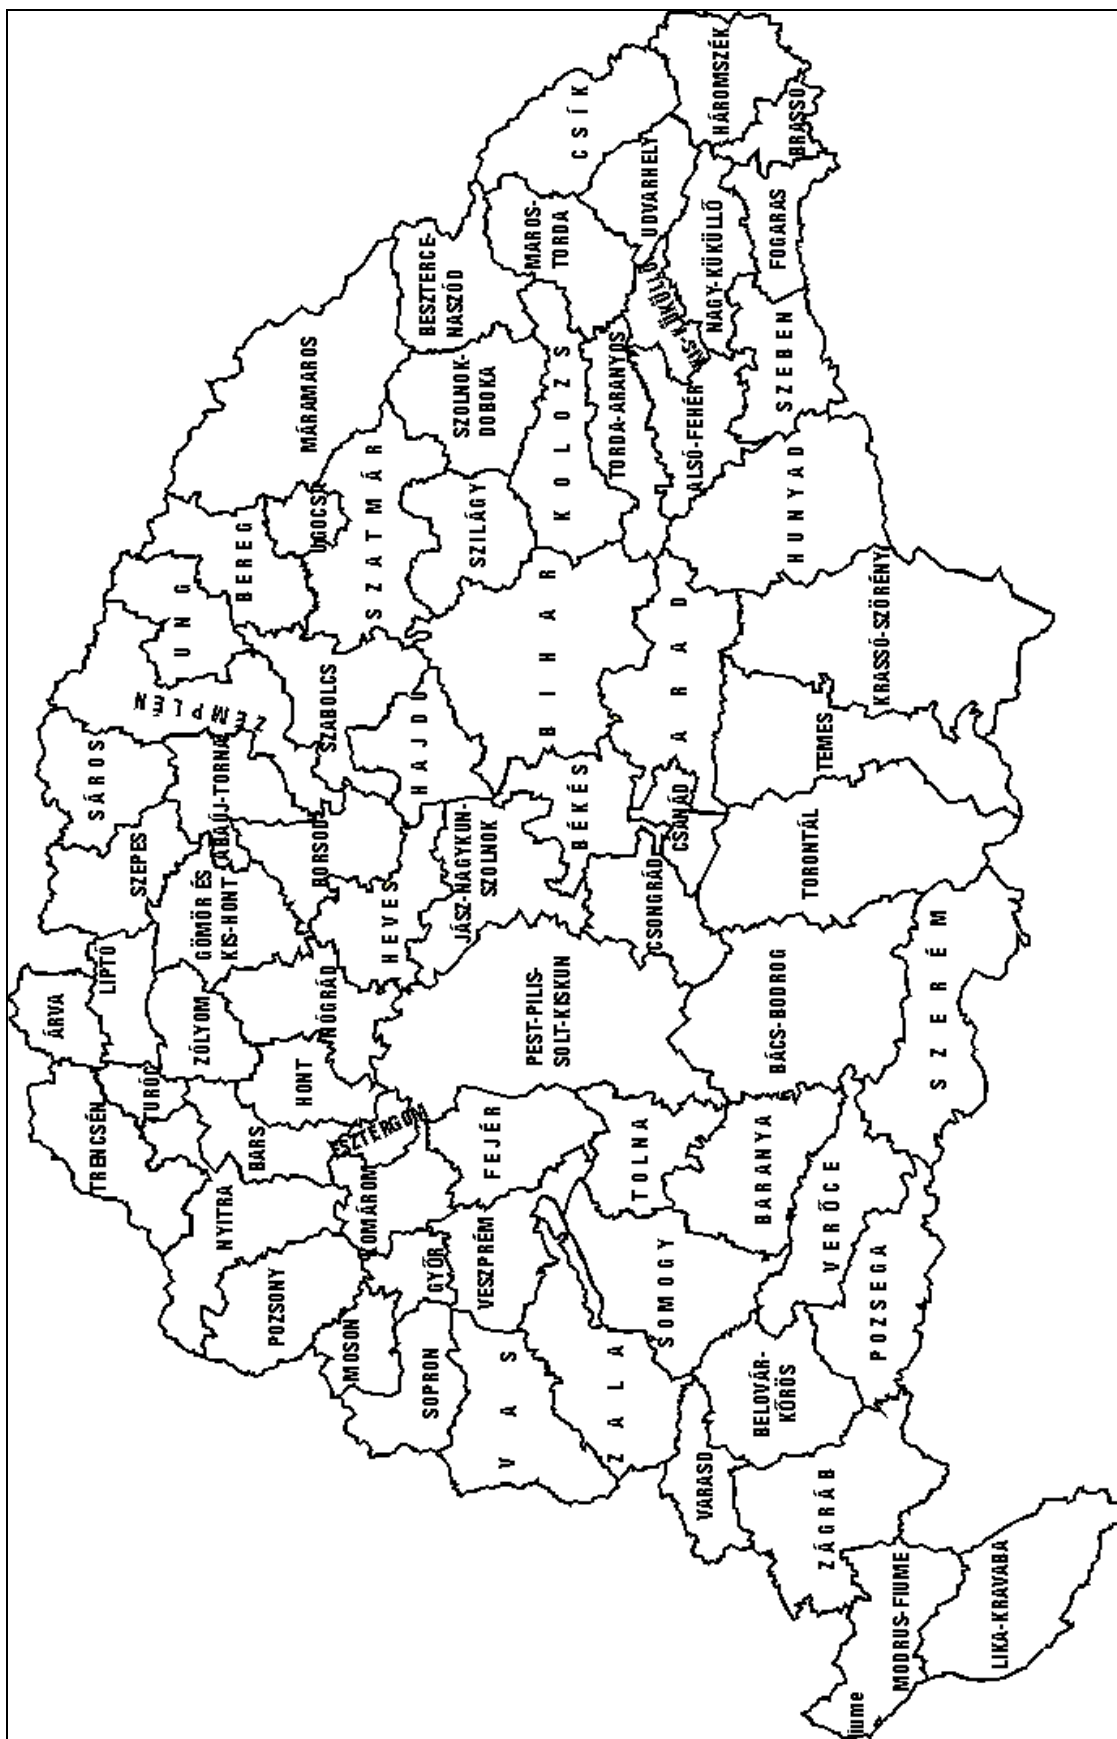 ÁRVA
TRENCSÉN
LIPTÓ
TURÓC
SZEPES
SÁROS
ZEMPLÉN
UNG
BEREG
UGOCSA
MÁRAMAROS
NYITRA
BARS
ZÓLYOM
HONT
GÖMÖR ÉS
KIS-HONT
ABAÚJ-TORNA
BORSOD
NÓGRÁD
POZSONY
MOSON
SOPRON
GYŐR
KOMÁROM
ESZTERGOM
HEVES
SZABOLCS
HAJDÚ
SZATMÁR
SZILÁGY
SZOLNOK-
DOBOKA
BESZTERCE-
NASZÓD
VAS
VESZPRÉM
FEJÉR
PEST-PILIS-
SOLT-KISKUN
JÁSZ-NAGYKUN-
SZOLNOK
BIHAR
KOLOZS
MAROS-
TORDA
CSÍK
ZALA
SOMOGY
TOLNA
CSONGRÁD
BÉKÉS
CSANÁD
ARAD
TORDA-ARANYOS
ALSÓ-FEHÉR
KIS-KÜKÜLLŐ
UDVARHELY
NAGY-KÜKÜLLŐ
HÁROMSZÉK
BRASSÓ
FOGARAS
SZEBEN
HUNYAD
VARASD
BELOVÁR-
KŐRÖS
BARANYA
BÁCS-BODROG
TORONTÁL
TEMES
KRASSÓ-SZÖRÉNY
ZÁGRÁB
POZSEGA
VERŐCE
SZERÉM
MODRUS-FIUME
iume
LIKA-KRAVABA